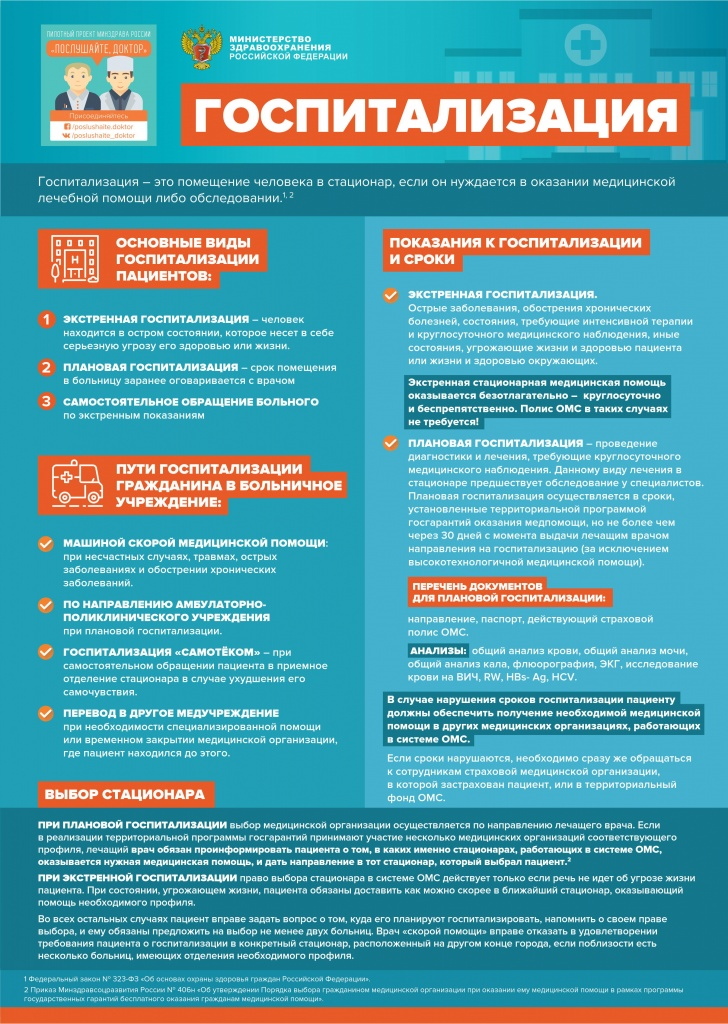 ПИЛОТНЫЙ ПРОЕКТ МИНЗДРАВА РОССИИ
«ПОСЛУШАЙТЕ, ДОКТОР»
Присоединяйтесь
/poslushaite.doktor
/poslushaite_doktor
МИНИСТЕРСТВО
ЗДРАВООХРАНЕНИЯ
РОССИЙСКОЙ ФЕДЕРАЦИИ
ГОСПИТАЛИЗАЦИЯ
Госпитализация – это помещение человека в стационар, если он нуждается в оказании медицинской
лечебной помощи либо обследовании.1, 2
ОСНОВНЫЕ ВИДЫ
ГОСПИТАЛИЗАЦИИ
ПАЦИЕНТОВ:
1 ЭКСТРЕННАЯ ГОСПИТАЛИЗАЦИЯ – человек
находится в остром состоянии, которое несет в себе
серьезную угрозу его здоровью или жизни.
2 ПЛАНОВАЯ ГОСПИТАЛИЗАЦИЯ – срок помещения
в больницу заранее оговаривается с врачом
3 САМОСТОЯТЕЛЬНОЕ ОБРАЩЕНИЕ БОЛЬНОГО
по экстренным показаниям
ПУТИ ГОСПИТАЛИЗАЦИИ
ГРАЖДАНИНА В БОЛЬНИЧНОЕ
УЧРЕЖДЕНИЕ:
МАШИНОЙ СКОРОЙ МЕДИЦИНСКОЙ ПОМОЩИ:
при несчастных случаях, травмах, острых
заболеваниях и обострении хронических
заболеваний.
ПО НАПРАВЛЕНИЮ АМБУЛАТОРНО-
ПОЛИКЛИНИЧЕСКОГО УЧРЕЖДЕНИЯ
при плановой госпитализации.
ГОСПИТАЛИЗАЦИЯ «САМОТЁКОМ» – при
самостоятельном обращении пациента в приемное
отделение стационара в случае ухудшения его
самочувствия.
ПЕРЕВОД В ДРУГОЕ МЕДУЧРЕЖДЕНИЕ
при необходимости специализированной помощи
или временном закрытии медицинской организации,
где пациент находился до этого.
ПОКАЗАНИЯ К ГОСПИТАЛИЗАЦИИ
И СРОКИ
ЭКСТРЕННАЯ ГОСПИТАЛИЗАЦИЯ.
Острые заболевания, обострения хронических
болезней, состояния, требующие интенсивной терапии
и круглосуточного медицинского наблюдения, иные
состояния, угрожающие жизни и здоровью пациента
или жизни и здоровью окружающих.
Экстренная стационарная медицинская помощь
оказывается безотлагательно – круглосуточно
и беспрепятственно. Полис ОМС в таких случаях
не требуется!
ПЛАНОВАЯ ГОСПИТАЛИЗАЦИЯ – проведение
диагностики и лечения, требующие круглосуточного
медицинского наблюдения. Данному виду лечения в
стационаре предшествует обследование у специалистов.
Плановая госпитализация осуществляется в сроки,
установленные территориальной программой
госгарантий оказания медпомощи, но не более чем
через 30 дней с момента выдачи лечащим врачом
направления на госпитализацию (за исключением
высокотехнологичной медицинской помощи).
ПЕРЕЧЕНЬ ДОКУМЕНТОВ
ДЛЯ ПЛАНОВОЙ ГОСПИТАЛИЗАЦИИ:
направление, паспорт, действующий страховой
полис ОМС.
АНАЛИЗЫ: общий анализ крови, общий анализ мочи,
общий анализ кала, флюорография, ЭКГ, исследование
крови на ВИЧ, RW, HBs- Ag, HCV.
В случае нарушения сроков госпитализации пациенту
должны обеспечить получение необходимой медицинской
помощи в других медицинских организациях, работающих
в системе ОМС.
Если сроки нарушаются, необходимо сразу же обращаться
к сотрудникам страховой медицинской организации,
в которой застрахован пациент, или в территориальный
фонд ОМС.
ВЫБОР СТАЦИОНАРА
ПРИ ПЛАНОВОЙ ГОСПИТАЛИЗАЦИИ выбор медицинской организации осуществляется по направлению лечащего врача. Если
в реализации территориальной программы госгарантий принимают участие несколько медицинских организаций соответствующего
профиля, лечащий врач обязан проинформировать пациента о том, в каких именно стационарах, работающих в системе ОМС,
оказывается нужная медицинская помощь, и дать направление в тот стационар, который выбрал пациент.2
ПРИ ЭКСТРЕННОЙ ГОСПИТАЛИЗАЦИИ право выбора стационара в системе ОМС действует только если речь не идет об угрозе жизни
пациента. При состоянии, угрожающем жизни, пациента обязаны доставить как можно скорее в ближайший стационар, оказывающий
помощь необходимого профиля.
Во всех остальных случаях пациент вправе задать вопрос о том, куда его планируют госпитализировать, напомнить о своем праве
выбора, и ему обязаны предложить на выбор не менее двух больниц. Врач «скорой помощи» вправе отказать в удовлетворении
требования пациента о госпитализации в конкретный стационар, расположенный на другом конце города, если поблизости есть
несколько больниц, имеющих отделения необходимого профиля.
1 Федеральный закон № 323-ФЗ «Об основах охраны здоровья граждан Российской Федерации».
2 Приказ Минздравсоцразвития России № 406н «Об утверждении Порядка выбора гражданином медицинской организации при оказании ему медицинской помощи в рамках программы
государственных гарантий бесплатного оказания гражданам медицинской помощи».